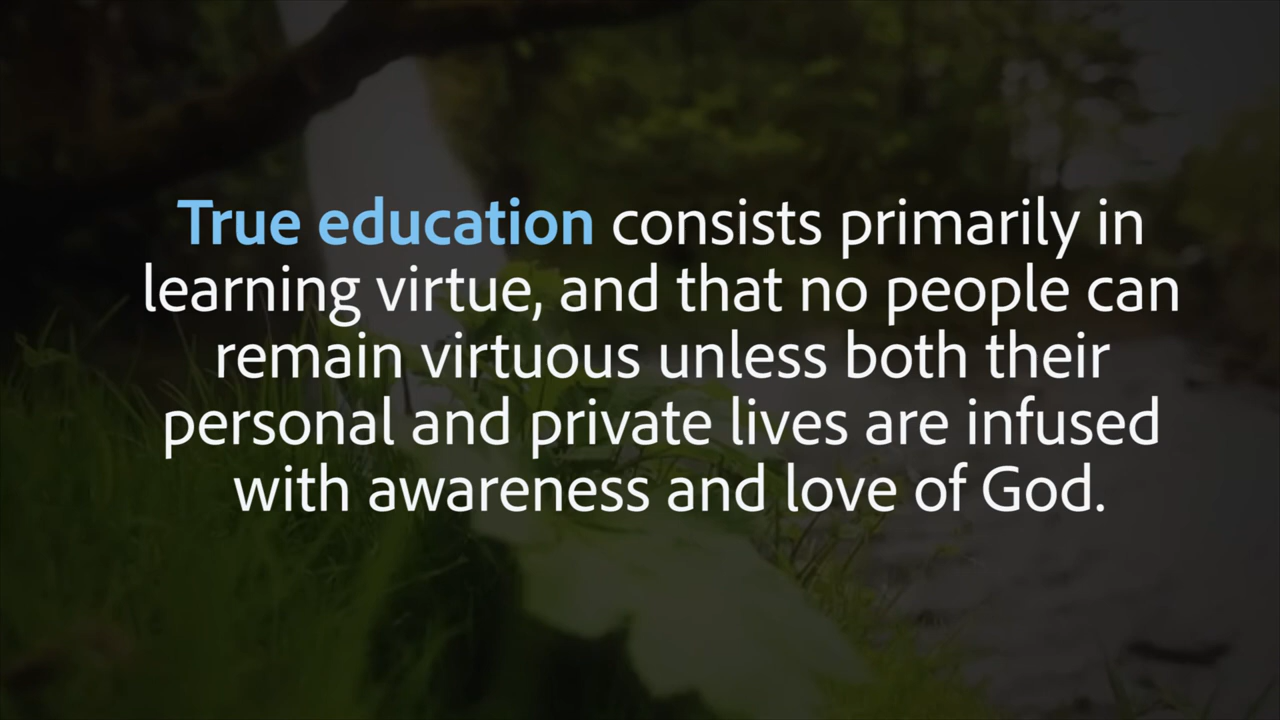 True education consists primarily in
learning virtue, and that no people can
remain virtuous unless both their
personal and private lives are infused
with awareness and love of God.